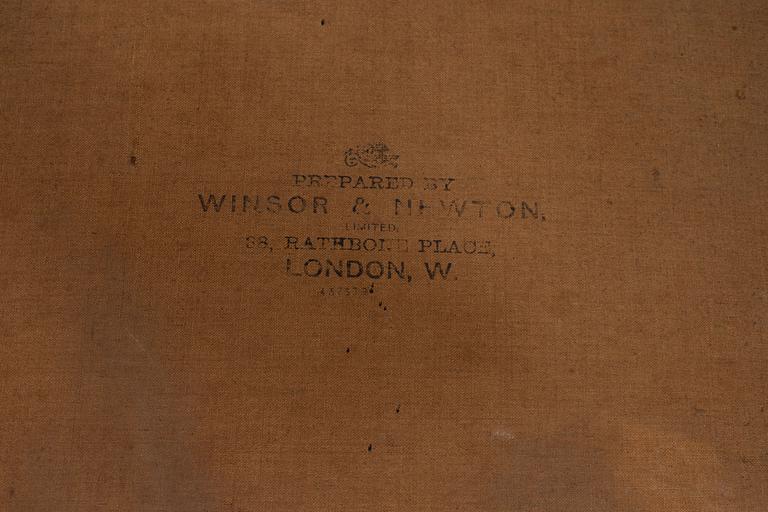 PREPARED BY
WINSOR & NEWTON,
LIMITED,
38, RATHBONE PLACE,
LONDON, W.